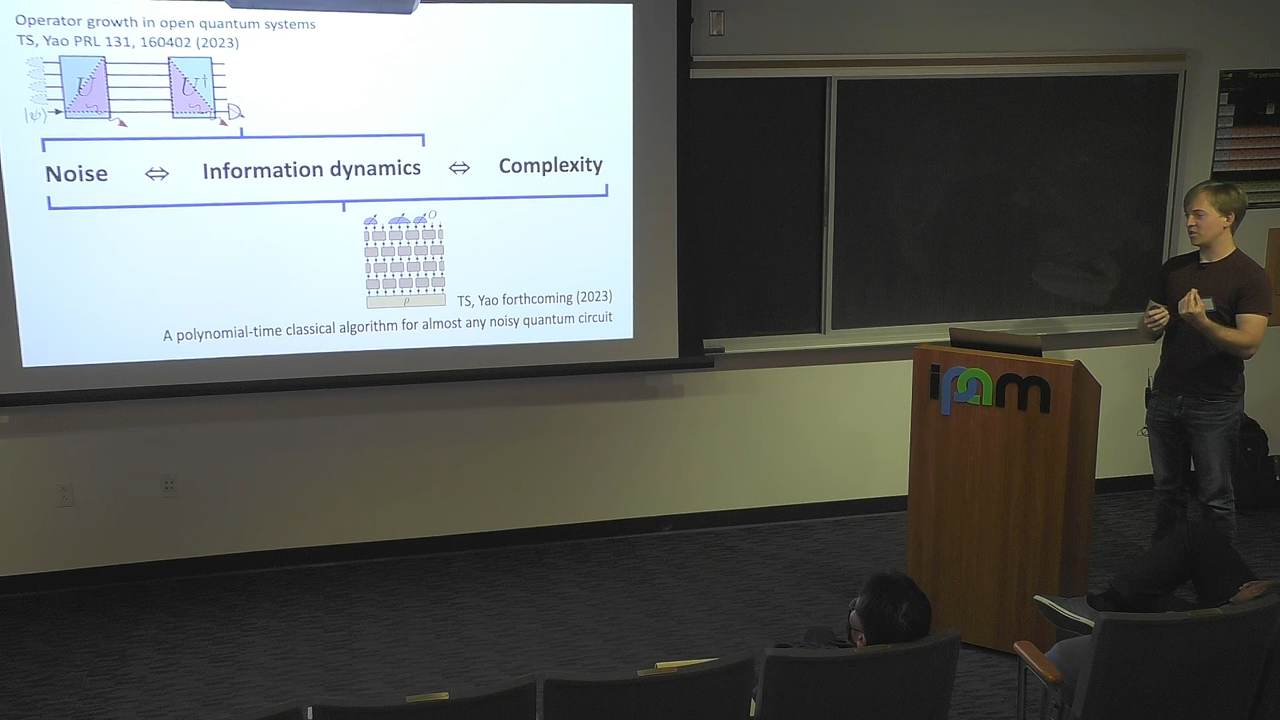 Operator growth in open quantum systems
TS, Yao PRL 131, 160402 (2023)
U U†
|ψ⟩
Noise ⇔ Information dynamics ⇔ Complexity
O
ρ
TS, Yao forthcoming (2023)
A polynomial-time classical algorithm for almost any noisy quantum circuit
ipam